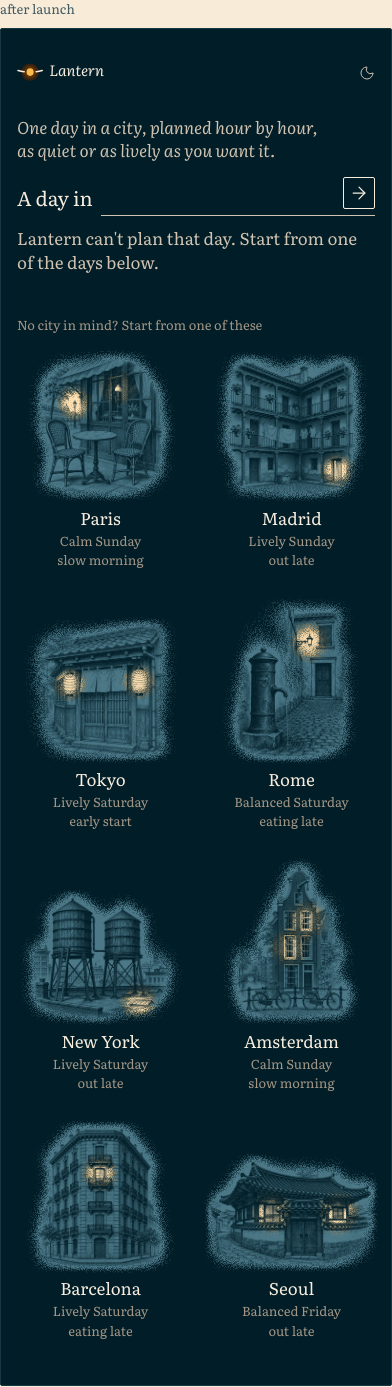 after launch
Lantern
One day in a city, planned hour by hour,
as quiet or as lively as you want it.
A day in
Lantern can't plan that day. Start from one
of the days below.
No city in mind? Start from one of these
Paris
Calm Sunday
slow morning
Madrid
Lively Sunday
out late
Tokyo
Lively Saturday
early start
Rome
Balanced Saturday
eating late
New York
Lively Saturday
out late
Amsterdam
Calm Sunday
slow morning
Barcelona
Lively Saturday
eating late
Seoul
Balanced Friday
out late